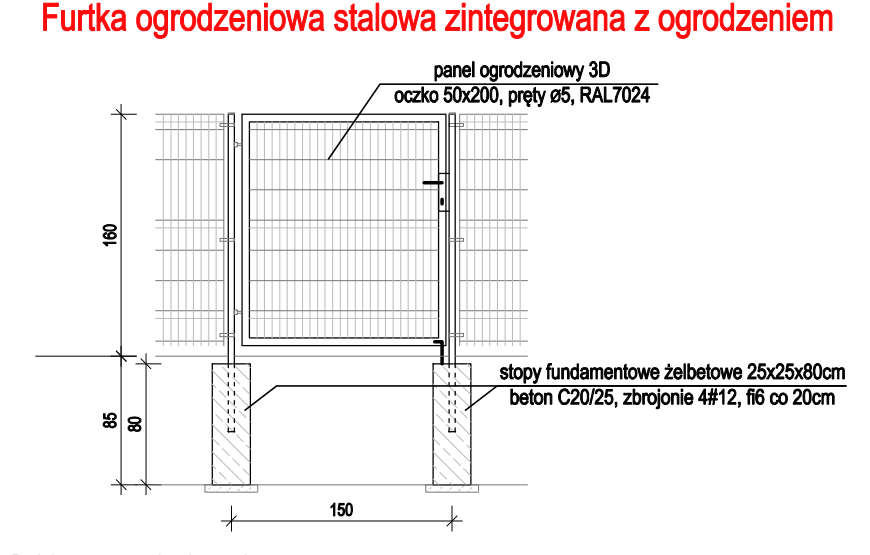 Furtka ogrodzeniowa stalowa zintegrowana z ogrodzeniem
panel ogrodzeniowy 3D
oczko 50x200, pręty ø5, RAL7024
160
stopy fundamentowe żelbetowe 25x25x80cm
beton C20/25, zbrojonie 4#12, fi6 co 20cm
85
80
150